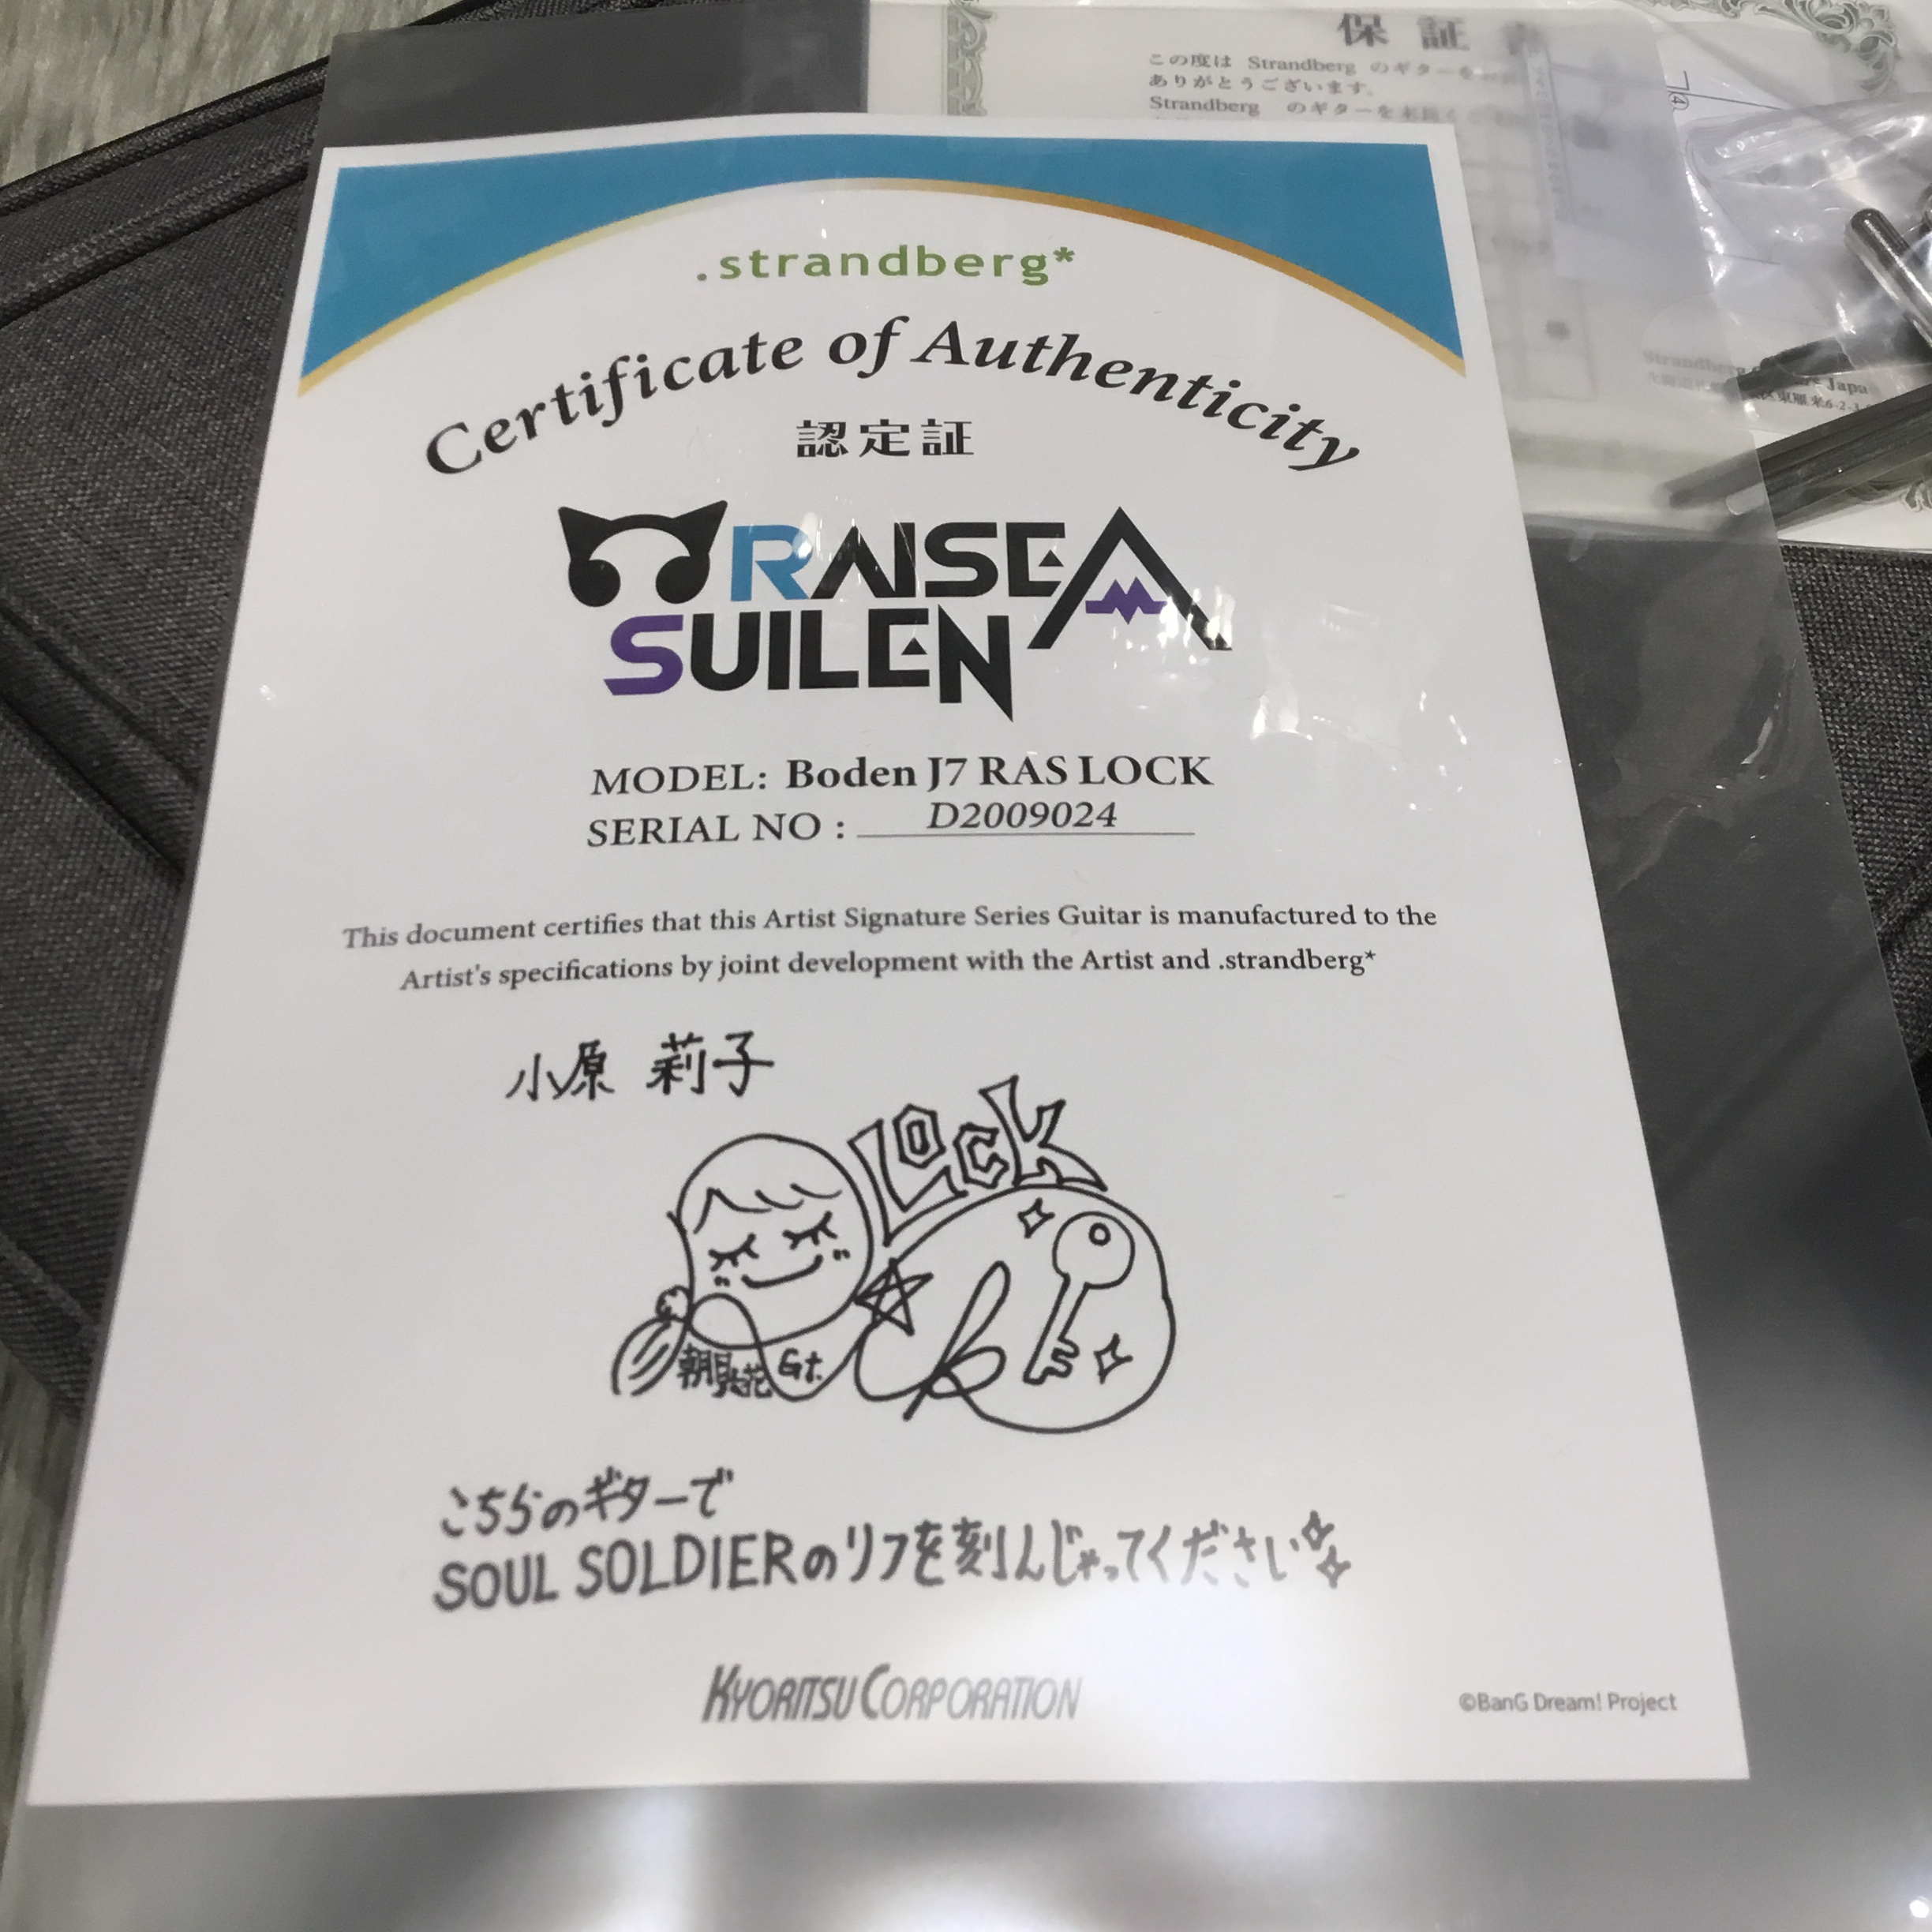 保 証
この度は Strandberg のギターを
ありがとうございます。
Strandberg のギターを末長く
.strandberg*
Certificate of Authenticity
認定証
RAISE A
SUILEN
MODEL: Boden J7 RAS LOCK
SERIAL NO : D2009024
This document certifies that this Artist Signature Series Guitar is manufactured to the
Artist's specifications by joint development with the Artist and .strandberg*
小原 莉子
LOCK
朝日六花 Gt.
こちらのギターで
SOUL SOLDIERのリフを刻んじゃってください
KYORITSU CORPORATION
©BanG Dream! Project